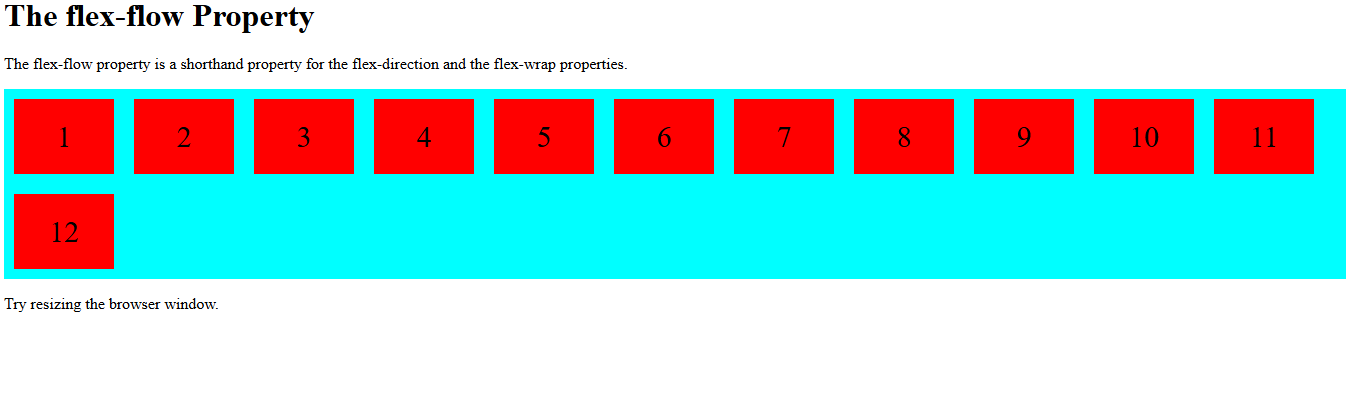 The flex-flow Property
The flex-flow property is a shorthand property for the flex-direction and the flex-wrap properties.
1 2 3 4 5 6 7 8 9 10 11
12
Try resizing the browser window.